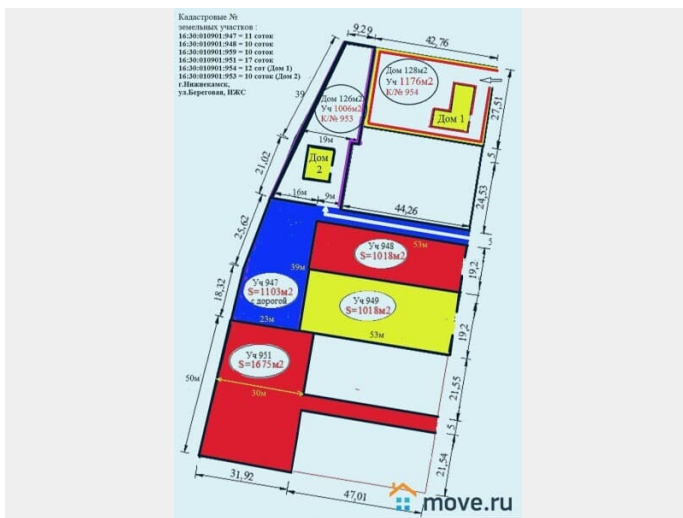 Кадастровые №
земельных участков :
16:30:010901:947 = 11 соток
16:30:010901:948 = 10 соток
16:30:010901:959 = 10 соток
16:30:010901:951 = 17 соток
16:30:010901:954 = 12 сот (Дом 1)
16:30:010901:953 = 10 соток (Дом 2)
г.Нижнекамск,
ул.Береговая, ИЖС
9,29
42,76
Дом 128м2
Уч 1176м2
К/№ 954
Дом 1
27,51
39
Дом 126м2
Уч 1006м2
К/№ 953
19м
Дом
2
5
21,02
16м
9м
44,26
24,53
5
25,62
53м
Уч 948
S=1018м2
19,2
39м
Уч 947
S=1103м2
с дорогой
Уч 949
S=1018м2
18,32
23м
53м
19,2
Уч 951
S=1675м2
50м
30м
21,55
5
21,54
31,92
47,01
move.ru